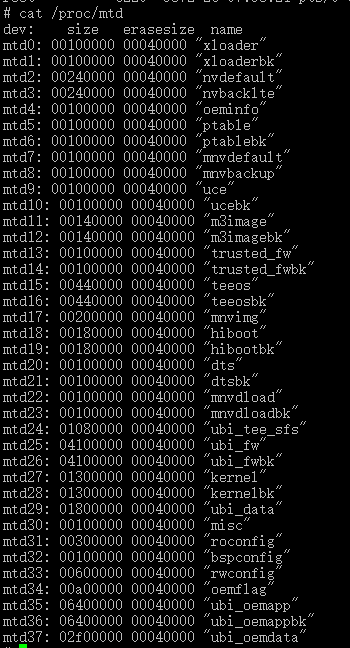 # cat /proc/mtd
dev:    size   erasesize  name
mtd0: 00100000 00040000 "xloader"
mtd1: 00100000 00040000 "xloaderbk"
mtd2: 00240000 00040000 "nvdefault"
mtd3: 00240000 00040000 "nvbacklte"
mtd4: 00100000 00040000 "oeminfo"
mtd5: 00100000 00040000 "ptable"
mtd6: 00100000 00040000 "ptablebk"
mtd7: 00100000 00040000 "mnvdefault"
mtd8: 00100000 00040000 "mnvbackup"
mtd9: 00100000 00040000 "uce"
mtd10: 00100000 00040000 "ucebk"
mtd11: 00140000 00040000 "m3image"
mtd12: 00140000 00040000 "m3imagebk"
mtd13: 00100000 00040000 "trusted_fw"
mtd14: 00100000 00040000 "trusted_fwbk"
mtd15: 00440000 00040000 "teeos"
mtd16: 00440000 00040000 "teeosbk"
mtd17: 00200000 00040000 "mnvimg"
mtd18: 00180000 00040000 "hiboot"
mtd19: 00180000 00040000 "hibootbk"
mtd20: 00100000 00040000 "dts"
mtd21: 00100000 00040000 "dtsbk"
mtd22: 00100000 00040000 "mnvdload"
mtd23: 00100000 00040000 "mnvdloadbk"
mtd24: 01080000 00040000 "ubi_tee_sfs"
mtd25: 04100000 00040000 "ubi_fw"
mtd26: 04100000 00040000 "ubi_fwbk"
mtd27: 01300000 00040000 "kernel"
mtd28: 01300000 00040000 "kernelbk"
mtd29: 01800000 00040000 "ubi_data"
mtd30: 00100000 00040000 "misc"
mtd31: 00300000 00040000 "roconfig"
mtd32: 00100000 00040000 "bspconfig"
mtd33: 00600000 00040000 "rwconfig"
mtd34: 00a00000 00040000 "oemflag"
mtd35: 06400000 00040000 "ubi_oemapp"
mtd36: 06400000 00040000 "ubi_oemappbk"
mtd37: 02f00000 00040000 "ubi_oemdata"
#